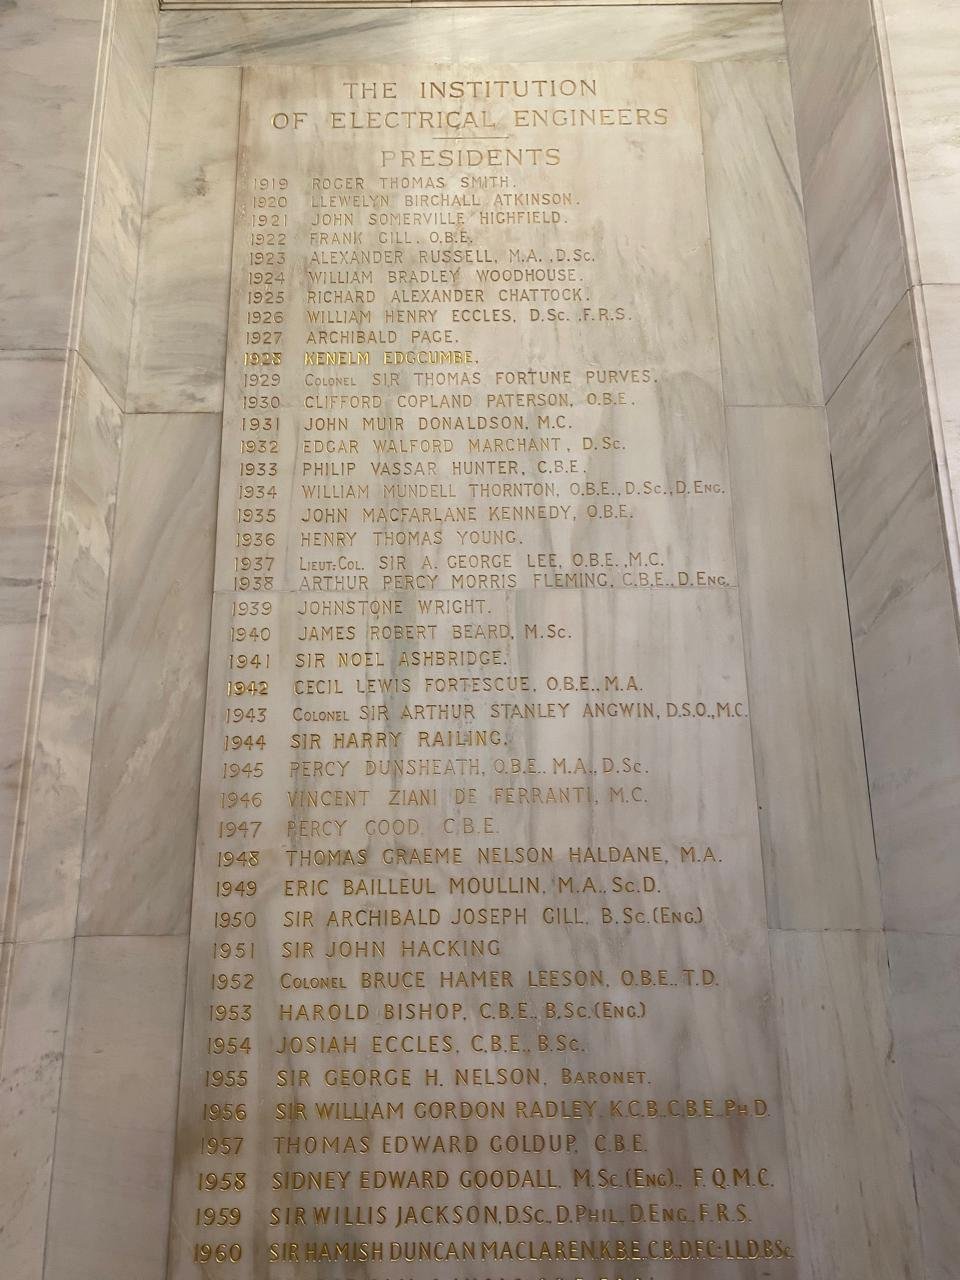 THE INSTITUTION
OF ELECTRICAL ENGINEERS
PRESIDENTS
1919 ROGER THOMAS SMITH.
1920 LLEWELYN BIRCHALL ATKINSON.
1921 JOHN SOMERVILLE HIGHFIELD.
1922 FRANK GILL. O.B.E.
1923 ALEXANDER RUSSELL, M.A., D.Sc.
1924 WILLIAM BRADLEY WOODHOUSE.
1925 RICHARD ALEXANDER CHATTOCK.
1926 WILLIAM HENRY ECCLES, D.Sc., F.R.S.
1927 ARCHIBALD PAGE.
1928 KENELM EDGCUMBE.
1929 COLONEL SIR THOMAS FORTUNE PURVES.
1930 CLIFFORD COPLAND PATERSON, O.B.E.
1931 JOHN MUIR DONALDSON, M.C.
1932 EDGAR WALFORD MARCHANT, D.Sc.
1933 PHILIP VASSAR HUNTER, C.B.E.
1934 WILLIAM MUNDELL THORNTON, O.B.E., D.Sc., D.ENG.
1935 JOHN MACFARLANE KENNEDY, O.B.E.
1936 HENRY THOMAS YOUNG.
1937 LIEUT:COL. SIR A. GEORGE LEE, O.B.E., M.C.
1938 ARTHUR PERCY MORRIS FLEMING, C.B.E., D.ENG.
1939 JOHNSTONE WRIGHT.
1940 JAMES ROBERT BEARD, M.Sc.
1941 SIR NOEL ASHBRIDGE.
1942 CECIL LEWIS FORTESCUE, O.B.E., M.A.
1943 COLONEL SIR ARTHUR STANLEY ANGWIN, D.S.O., M.C.
1944 SIR HARRY RAILING.
1945 PERCY DUNSHEATH, O.B.E., M.A., D.Sc.
1946 VINCENT ZIANI DE FERRANTI, M.C.
1947 PERCY GOOD, C.B.E.
1948 THOMAS GRAEME NELSON HALDANE, M.A.
1949 ERIC BAILLEUL MOULLIN, M.A., Sc.D.
1950 SIR ARCHIBALD JOSEPH GILL, B.Sc.(ENG.)
1951 SIR JOHN HACKING
1952 COLONEL BRUCE HAMER LEESON, O.B.E., T.D.
1953 HAROLD BISHOP, C.B.E., B.Sc.(ENG.)
1954 JOSIAH ECCLES, C.B.E., B.Sc.
1955 SIR GEORGE H. NELSON, BARONET.
1956 SIR WILLIAM GORDON RADLEY, K.C.B., C.B.E., PH.D.
1957 THOMAS EDWARD GOLDUP, C.B.E.
1958 SIDNEY EDWARD GOODALL, M.Sc.(ENG)., F.Q.M.C.
1959 SIR WILLIS JACKSON, D.Sc., D.PHIL., D.ENG., F.R.S.
1960 SIR HAMISH DUNCAN MACLAREN, K.B.E., C.B., D.F.C:, LL.D, B.Sc.